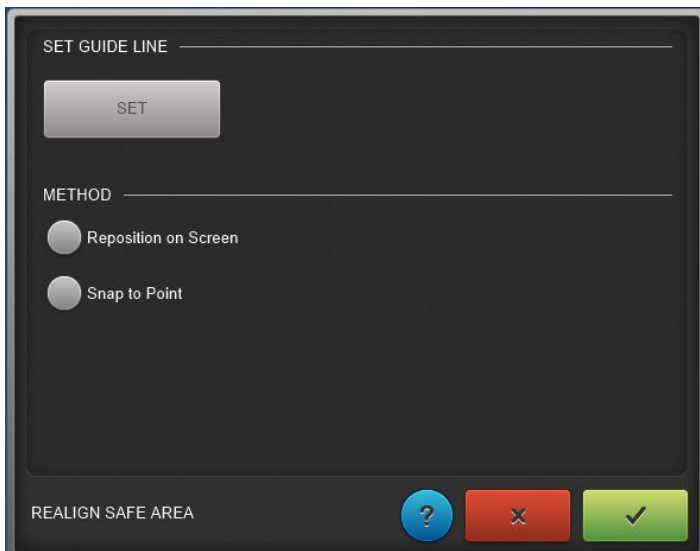 SET GUIDE LINE
SET
METHOD
Reposition on Screen
Snap to Point
REALIGN SAFE AREA
?